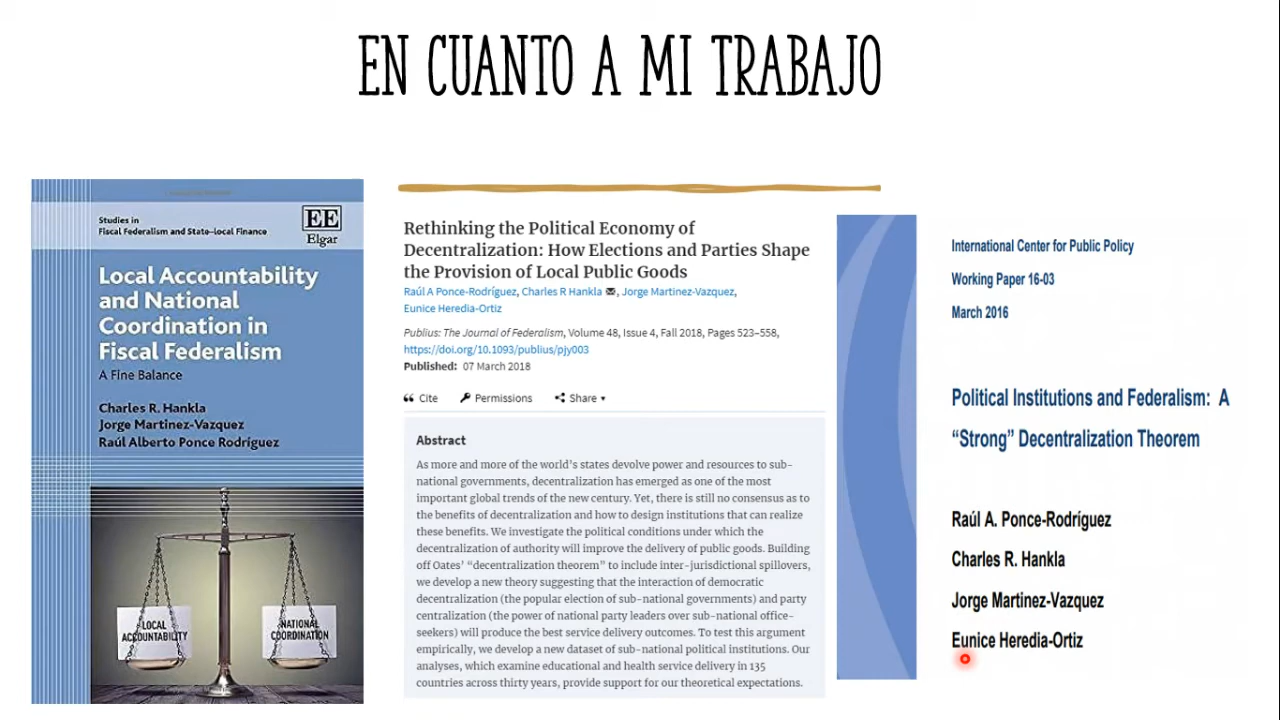 EN CUANTO A MI TRABAJO
Studies in
Fiscal Federalism and State–local Finance
EE
Elgar
Local Accountability
and National
Coordination in
Fiscal Federalism
A Fine Balance
Charles R. Hankla
Jorge Martinez-Vazquez
Raúl Alberto Ponce Rodríguez
LOCAL
ACCOUNTABILITY
NATIONAL
COORDINATION
Rethinking the Political Economy of
Decentralization: How Elections and Parties Shape
the Provision of Local Public Goods
Raúl A Ponce-Rodríguez, Charles R Hankla ✉, Jorge Martinez-Vazquez,
Eunice Heredia-Ortiz
Publius: The Journal of Federalism, Volume 48, Issue 4, Fall 2018, Pages 523–558,
https://doi.org/10.1093/publius/pjy003
Published: 07 March 2018
Cite Permissions Share
Abstract
As more and more of the world's states devolve power and resources to sub-
national governments, decentralization has emerged as one of the most
important global trends of the new century. Yet, there is still no consensus as to
the benefits of decentralization and how to design institutions that can realize
these benefits. We investigate the political conditions under which the
decentralization of authority will improve the delivery of public goods. Building
off Oates' “decentralization theorem” to include inter-jurisdictional spillovers,
we develop a new theory suggesting that the interaction of democratic
decentralization (the popular election of sub-national governments) and party
centralization (the power of national party leaders over sub-national office-
seekers) will produce the best service delivery outcomes. To test this argument
empirically, we develop a new dataset of sub-national political institutions. Our
analyses, which examine educational and health service delivery in 135
countries across thirty years, provide support for our theoretical expectations.
International Center for Public Policy
Working Paper 16-03
March 2016
Political Institutions and Federalism: A
“Strong” Decentralization Theorem
Raúl A. Ponce-Rodríguez
Charles R. Hankla
Jorge Martinez-Vazquez
Eunice Heredia-Ortiz